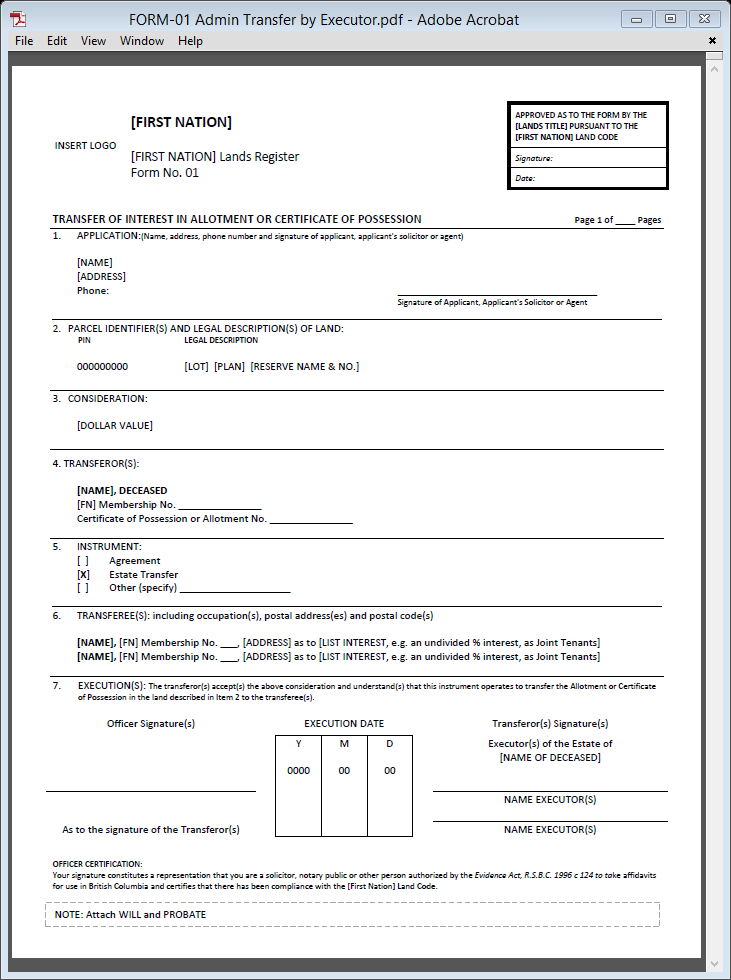 FORM-01 Admin Transfer by Executor.pdf - Adobe Acrobat
File Edit View Window Help
[FIRST NATION]
INSERT LOGO
[FIRST NATION] Lands Register
Form No. 01
APPROVED AS TO THE FORM BY THE
[LANDS TITLE] PURSUANT TO THE
[FIRST NATION] LAND CODE
Signature:
Date:
TRANSFER OF INTEREST IN ALLOTMENT OR CERTIFICATE OF POSSESSION Page 1 of ____ Pages
1. APPLICATION:(Name, address, phone number and signature of applicant, applicant's solicitor or agent)
[NAME]
[ADDRESS]
Phone:
Signature of Applicant, Applicant's Solicitor or Agent
2. PARCEL IDENTIFIER(S) AND LEGAL DESCRIPTION(S) OF LAND:
PIN LEGAL DESCRIPTION
000000000 [LOT] [PLAN] [RESERVE NAME & NO.]
3. CONSIDERATION:
[DOLLAR VALUE]
4. TRANSFEROR(S):
[NAME], DECEASED
[FN] Membership No. _______________
Certificate of Possession or Allotment No. _______________
5. INSTRUMENT:
[ ] Agreement
[X] Estate Transfer
[ ] Other (specify) ____________________
6. TRANSFEREE(S): including occupation(s), postal address(es) and postal code(s)
[NAME], [FN] Membership No. ___, [ADDRESS] as to [LIST INTEREST, e.g. an undivided % interest, as Joint Tenants]
[NAME], [FN] Membership No. ___, [ADDRESS] as to [LIST INTEREST, e.g. an undivided % interest, as Joint Tenants]
7. EXECUTION(S): The transferor(s) accept(s) the above consideration and understand(s) that this instrument operates to transfer the Allotment or Certificate
of Possession in the land described in Item 2 to the transferee(s).
Officer Signature(s) EXECUTION DATE Transferor(s) Signature(s)
Y M D
Executor(s) of the Estate of
[NAME OF DECEASED]
0000 00 00
NAME EXECUTOR(S)
As to the signature of the Transferor(s) NAME EXECUTOR(S)
OFFICER CERTIFICATION:
Your signature constitutes a representation that you are a solicitor, notary public or other person authorized by the Evidence Act, R.S.B.C. 1996 c 124 to take affidavits
for use in British Columbia and certifies that there has been compliance with the [First Nation] Land Code.
NOTE: Attach WILL and PROBATE